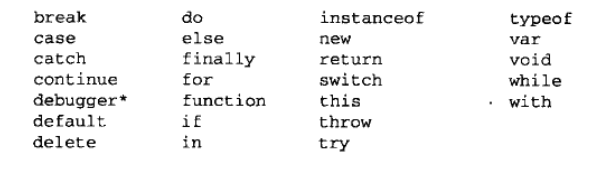 break do instanceof typeof
case else new var
catch finally return void
continue for switch while
debugger* function this with
default if throw
delete in try